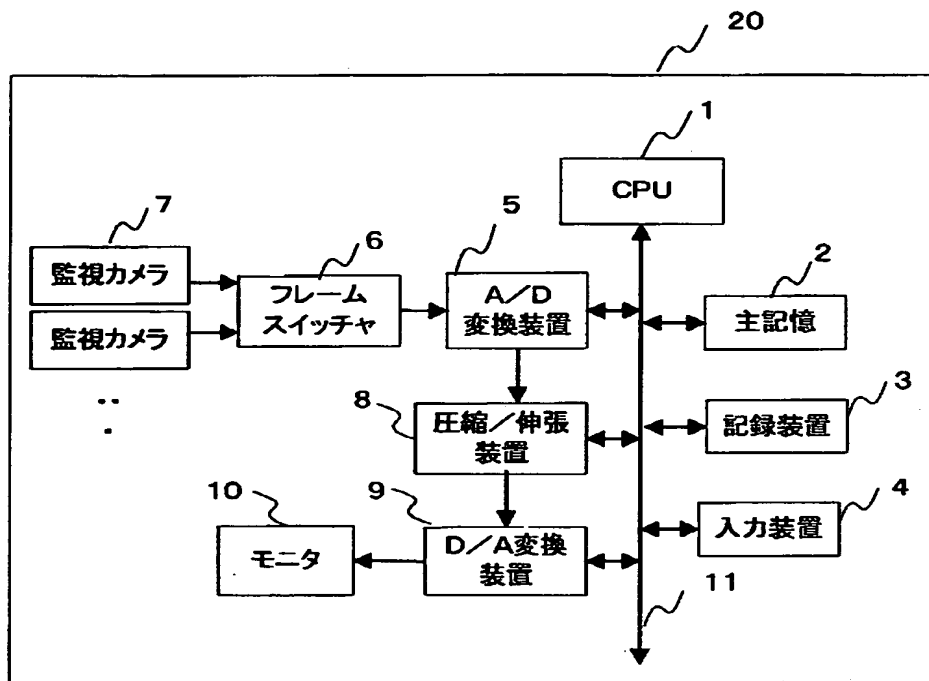 20
1
CPU
7
監視カメラ
監視カメラ
6
フレーム
スイッチャ
5
A/D
変換装置
2
主記憶
8
圧縮/伸張
装置
3
記録装置
10
モニタ
9
D/A変換
装置
4
入力装置
11